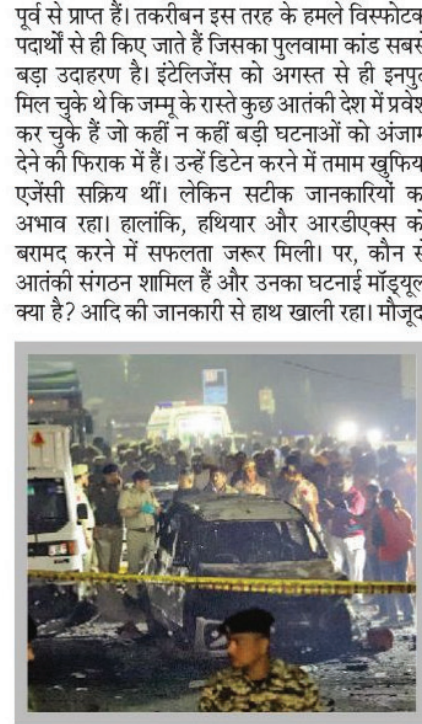 पूर्व से प्राप्त हैं। तकरीबन इस तरह के हमले विस्फोटक
पदार्थों से ही किए जाते हैं जिसका पुलवामा कांड सबसे
बड़ा उदाहरण है। इंटेलिजेंस को अगस्त से ही इनपुट
मिल चुके थे कि जम्मू के रास्ते कुछ आतंकी देश में प्रवेश
कर चुके हैं जो कहीं न कहीं बड़ी घटनाओं को अंजाम
देने की फिराक में हैं। उन्हें डिटेन करने में तमाम खुफिय
एजेंसी सक्रिय थीं। लेकिन सटीक जानकारियों क
अभाव रहा। हालांकि, हथियार और आरडीएक्स को
बरामद करने में सफलता जरूर मिली। पर, कौन से
आतंकी संगठन शामिल हैं और उनका घटनाई मॉड्यूल
क्या है? आदि की जानकारी से हाथ खाली रहा। मौजूद